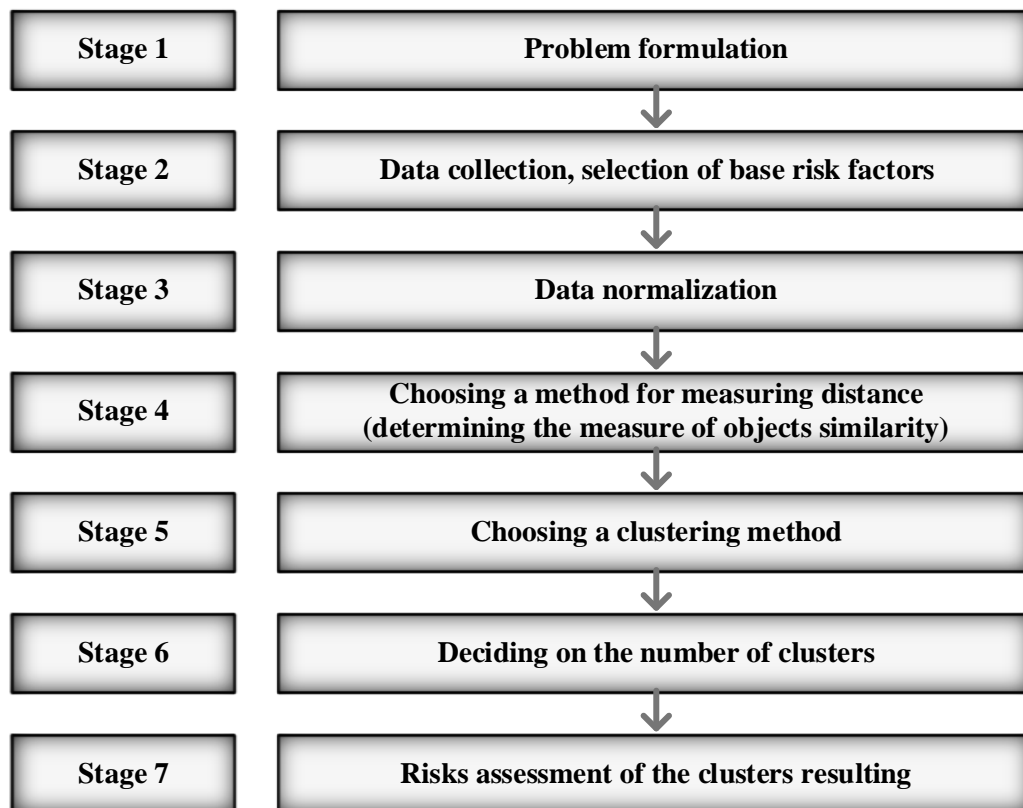 Stage 1
Problem formulation
Stage 2
Data collection, selection of base risk factors
Stage 3
Data normalization
Stage 4
Choosing a method for measuring distance
(determining the measure of objects similarity)
Stage 5
Choosing a clustering method
Stage 6
Deciding on the number of clusters
Stage 7
Risks assessment of the clusters resulting